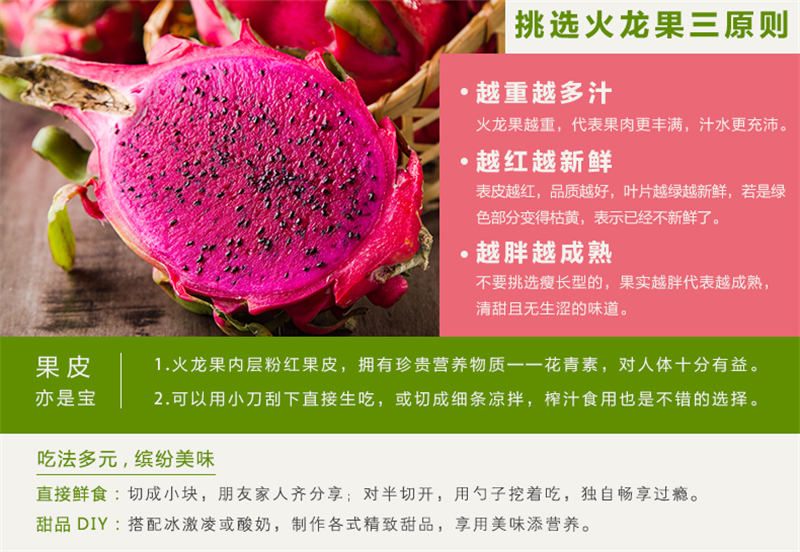 挑选火龙果三原则
• 越重越多汁
火龙果越重，代表果肉更丰满，汁水更充沛。
• 越红越新鲜
表皮越红，品质越好，叶片越绿越新鲜，若是绿
色部分变得枯黄，表示已经不新鲜了。
• 越胖越成熟
不要挑选瘦长型的，果实越胖代表越成熟，
清甜且无生涩的味道。
果皮
亦是宝
1.火龙果内层粉红果皮，拥有珍贵营养物质——花青素，对人体十分有益。
2.可以用小刀刮下直接生吃，或切成细条凉拌，榨汁食用也是不错的选择。
吃法多元，缤纷美味
直接鲜食：切成小块，朋友家人齐分享；对半切开，用勺子挖着吃，独自畅享过瘾。
甜品 DIY：搭配冰激凌或酸奶，制作各式精致甜品，享用美味添营养。